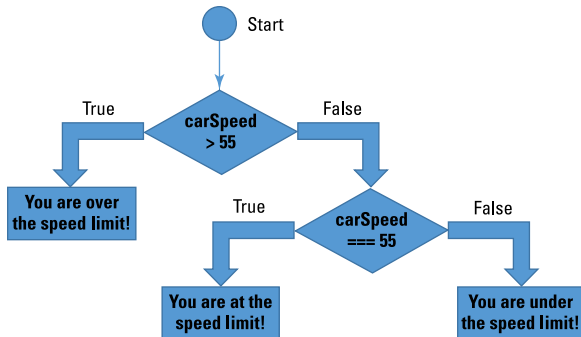 Start
True
False
carSpeed
> 55
You are over
the speed limit!
True
False
carSpeed
=== 55
You are at the
speed limit!
You are under
the speed limit!